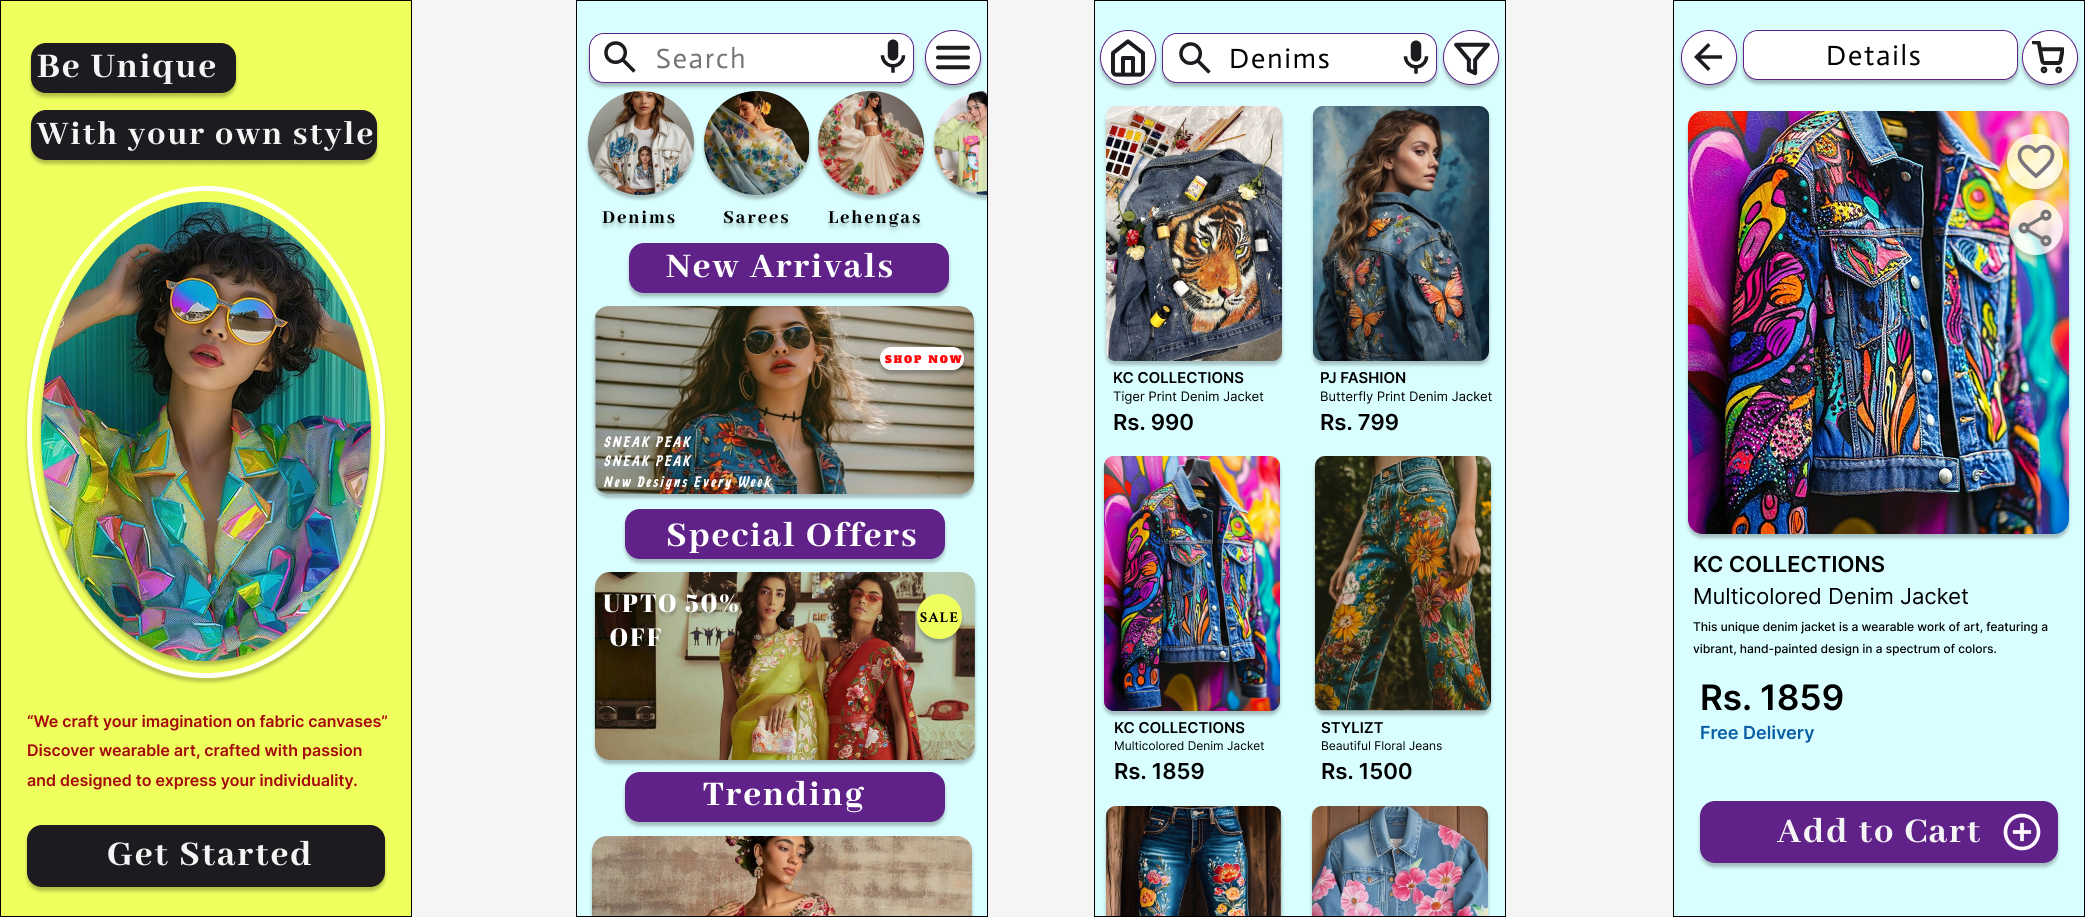 Be Unique
With your own style
“We craft your imagination on fabric canvases”
Discover wearable art, crafted with passion
and designed to express your individuality.
Get Started
Search
Denims
Sarees
Lehengas
New Arrivals
SHOP NOW
SNEAK PEAK
SNEAK PEAK
New Designs Every Week
Special Offers
UPTO 50%
OFF
SALE
Trending
Denims
KC COLLECTIONS
Tiger Print Denim Jacket
Rs. 990
PJ FASHION
Butterfly Print Denim Jacket
Rs. 799
KC COLLECTIONS
Multicolored Denim Jacket
Rs. 1859
STYLIZT
Beautiful Floral Jeans
Rs. 1500
Details
KC COLLECTIONS
Multicolored Denim Jacket
This unique denim jacket is a wearable work of art, featuring a
vibrant, hand-painted design in a spectrum of colors.
Rs. 1859
Free Delivery
Add to Cart